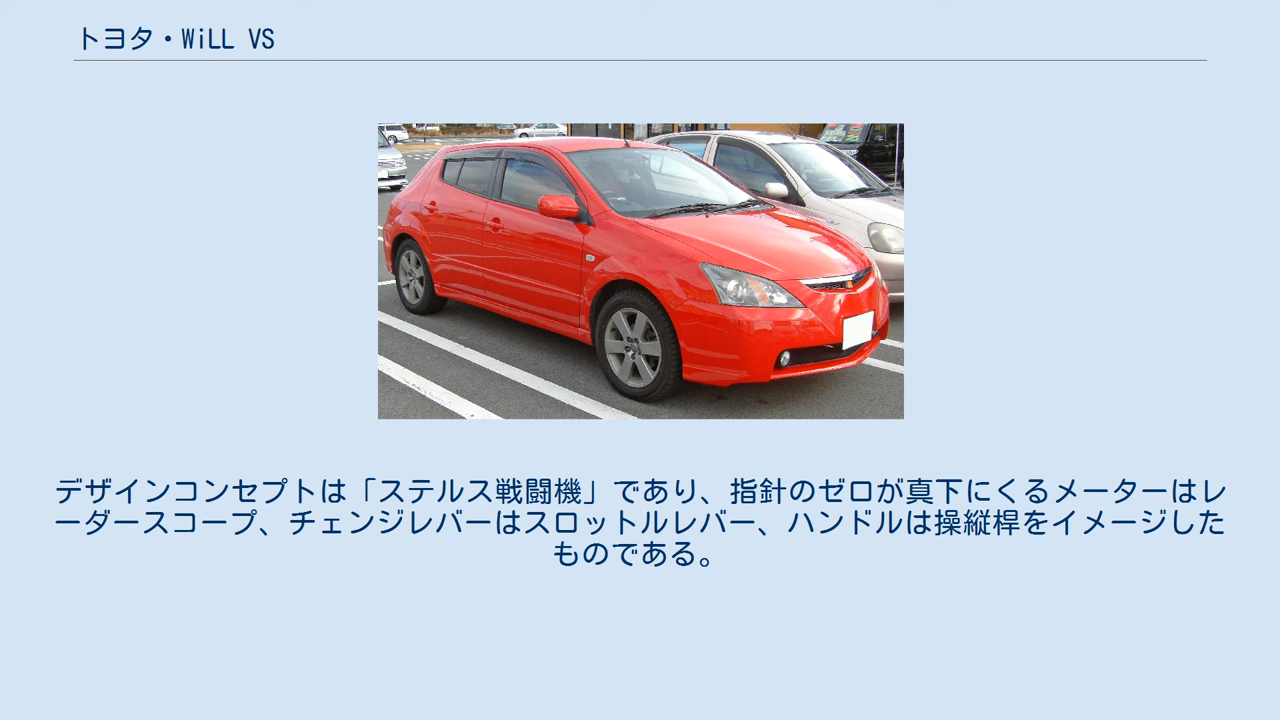 トヨタ・WiLL VS
デザインコンセプトは「ステルス戦闘機」であり、指針のゼロが真下にくるメーターはレ
ーダースコープ、チェンジレバーはスロットルレバー、ハンドルは操縦桿をイメージした
ものである。